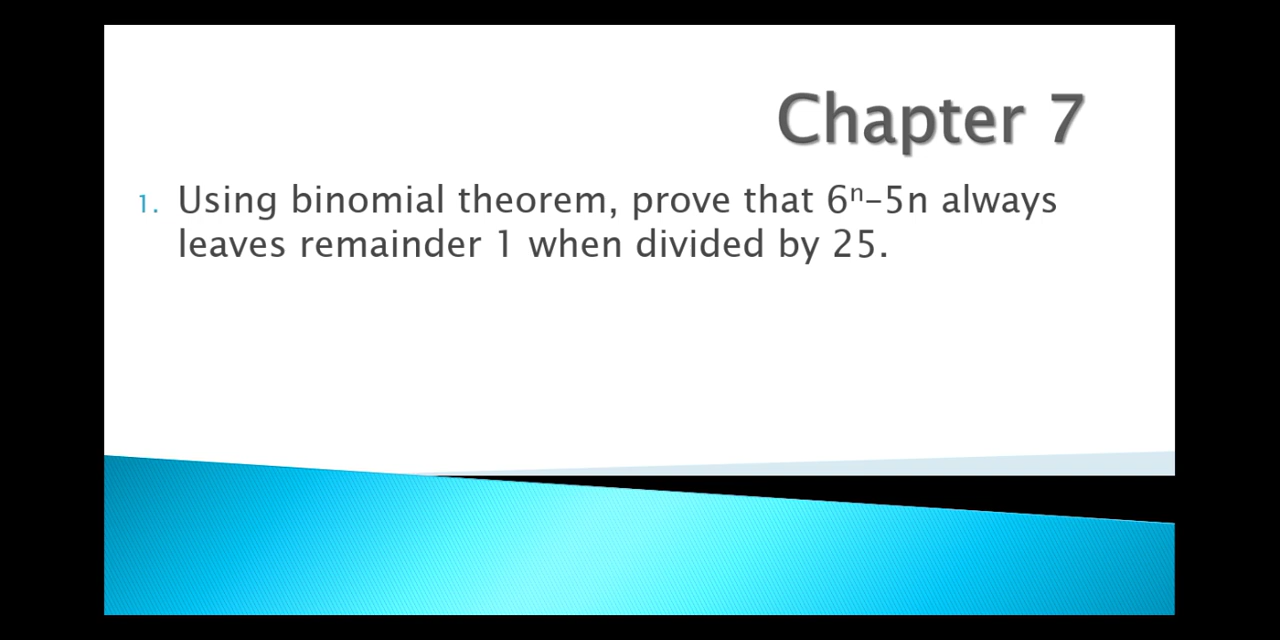 Chapter 7
1. Using binomial theorem, prove that 6ⁿ–5n always
leaves remainder 1 when divided by 25.